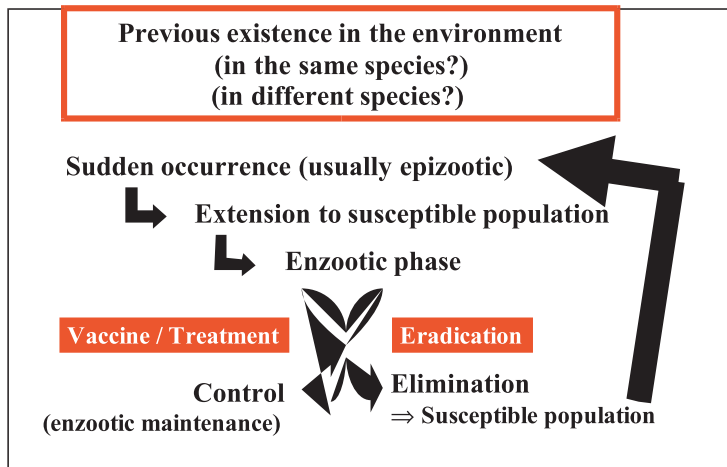 Previous existence in the environment
(in the same species?)
(in different species?)
Sudden occurrence (usually epizootic)
Extension to susceptible population
Enzootic phase
Vaccine / Treatment
Eradication
Control
(enzootic maintenance)
Elimination
⇒ Susceptible population